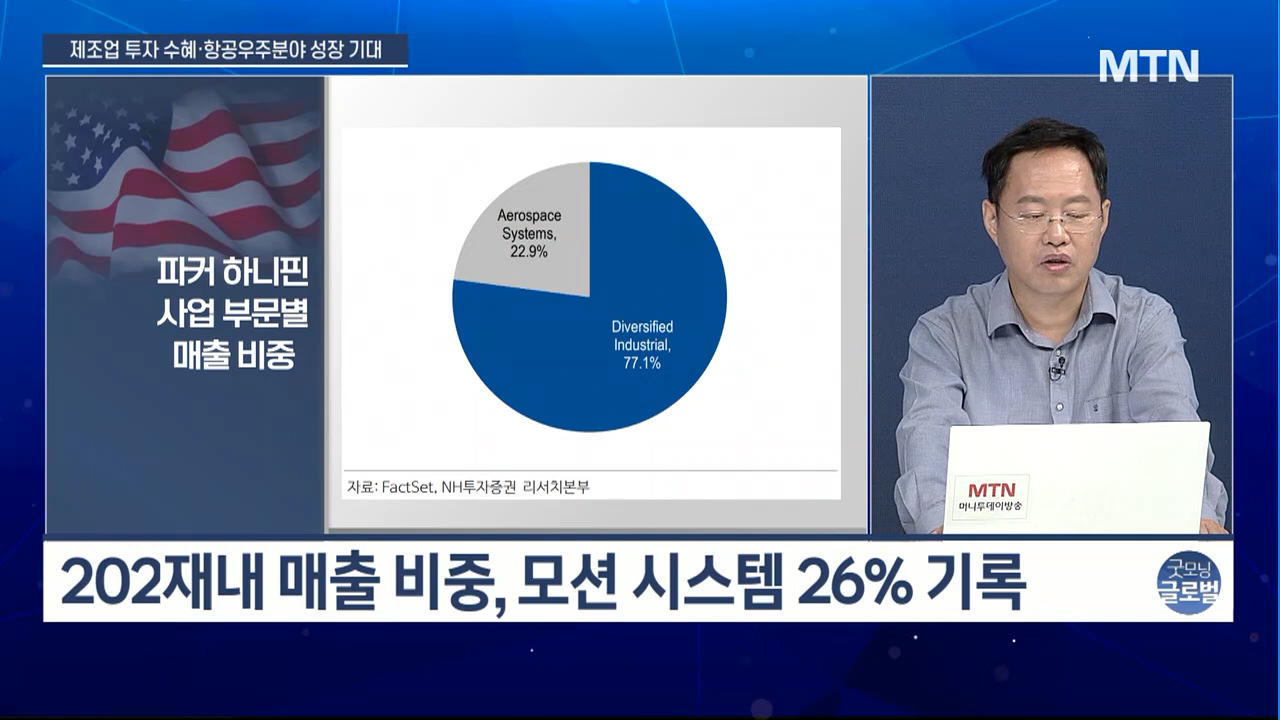 제조업 투자 수혜·항공우주분야 성장 기대
MTN
파커 하니핀
사업 부문별
매출 비중
Aerospace
Systems,
22.9%
Diversified
Industrial,
77.1%
자료: FactSet, NH투자증권 리서치본부
MTN
머니투데이방송
202재내 매출 비중, 모션 시스템 26% 기록
굿모닝
글로벌